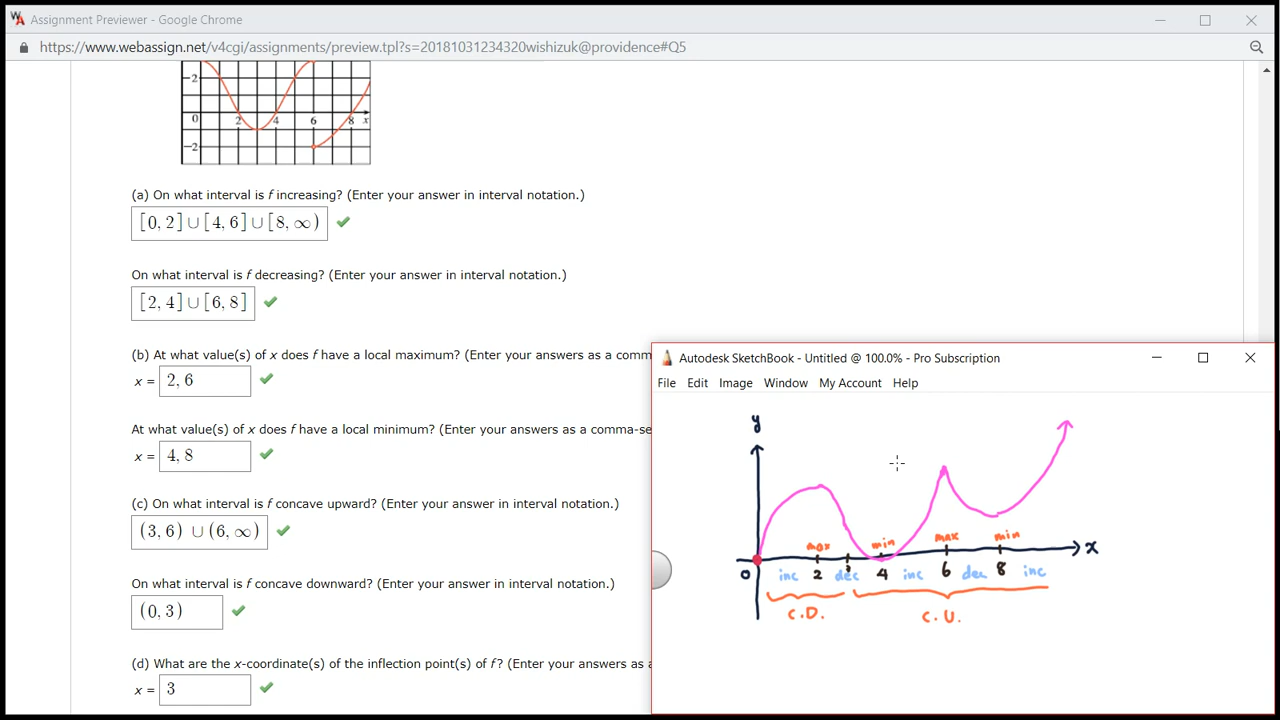 Assignment Previewer - Google Chrome
https://www.webassign.net/v4cgi/assignments/preview.tpl?s=20181031234320wishizuk@providence#Q5
2
0 2 4 6 8 x
-2
(a) On what interval is f increasing? (Enter your answer in interval notation.)
[0, 2] ∪ [4, 6] ∪ [8, ∞)
On what interval is f decreasing? (Enter your answer in interval notation.)
[2, 4] ∪ [6, 8]
(b) At what value(s) of x does f have a local maximum? (Enter your answers as a comm
x = 2, 6
At what value(s) of x does f have a local minimum? (Enter your answers as a comma-se
x = 4, 8
(c) On what interval is f concave upward? (Enter your answer in interval notation.)
(3, 6) ∪ (6, ∞)
On what interval is f concave downward? (Enter your answer in interval notation.)
(0, 3)
(d) What are the x-coordinate(s) of the inflection point(s) of f? (Enter your answers as a
x = 3
Autodesk SketchBook - Untitled @ 100.0% - Pro Subscription
File Edit Image Window My Account Help
y
max min max min x
0 inc 2 dec 4 inc 6 dec 8 inc
C.D. C.U.